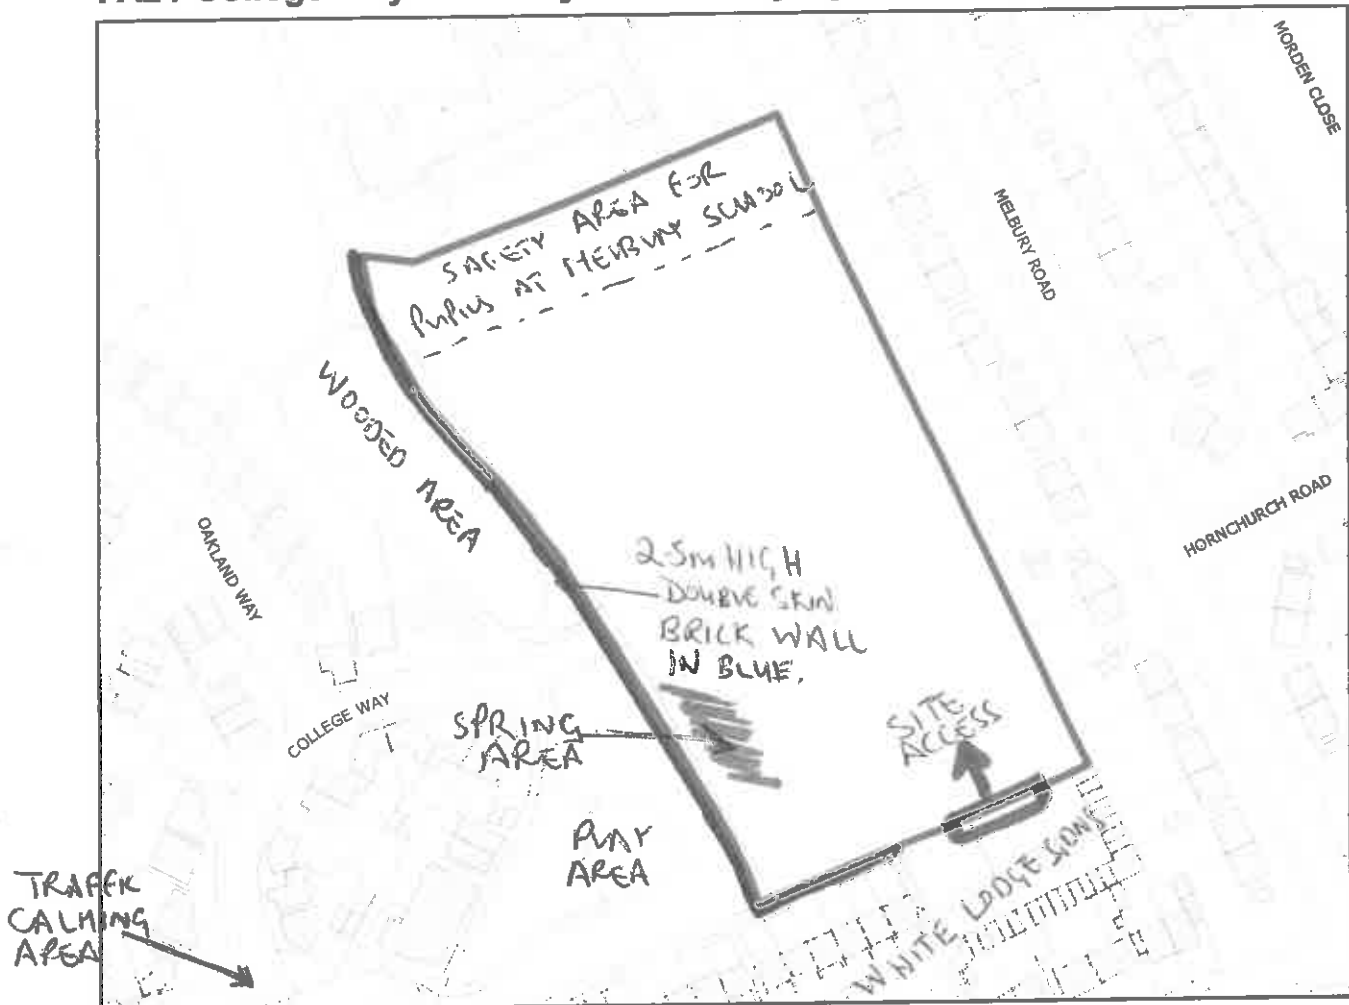 MORDEN CLOSE
SAFETY AREA FOR
PUPILS AT MELBURY SCHOOL
MELBURY ROAD
WOODED AREA
HORNCHURCH ROAD
OAKLAND WAY
2.5m HIGH
DOUBLE SKIN
BRICK WALL
IN BLUE.
COLLEGE WAY
SPRING
AREA
SITE
ACCESS
PLAY
AREA
WHITE LODGE
TRAFFIC
CALMING
AREA